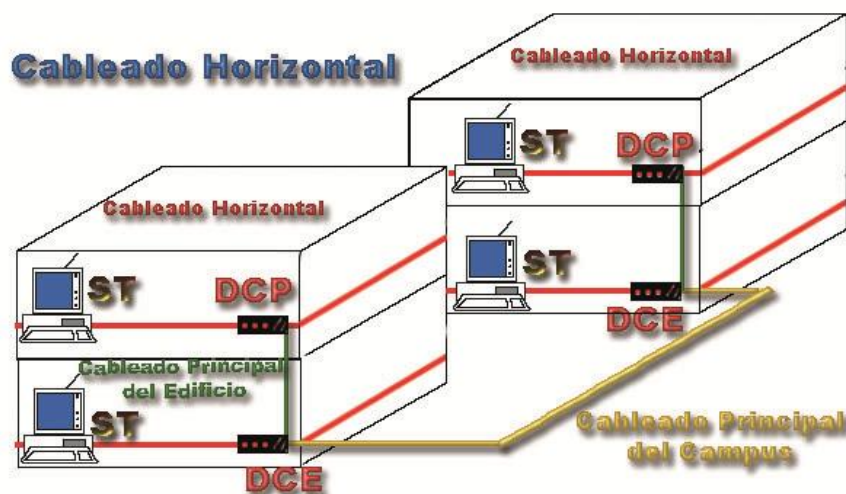 Cableado Horizontal
Cableado Horizontal
ST
DCP
ST
DCE
Cableado Horizontal
ST
DCP
Cableado Principal
del Edificio
ST
DCE
Cableado Principal
del Campus